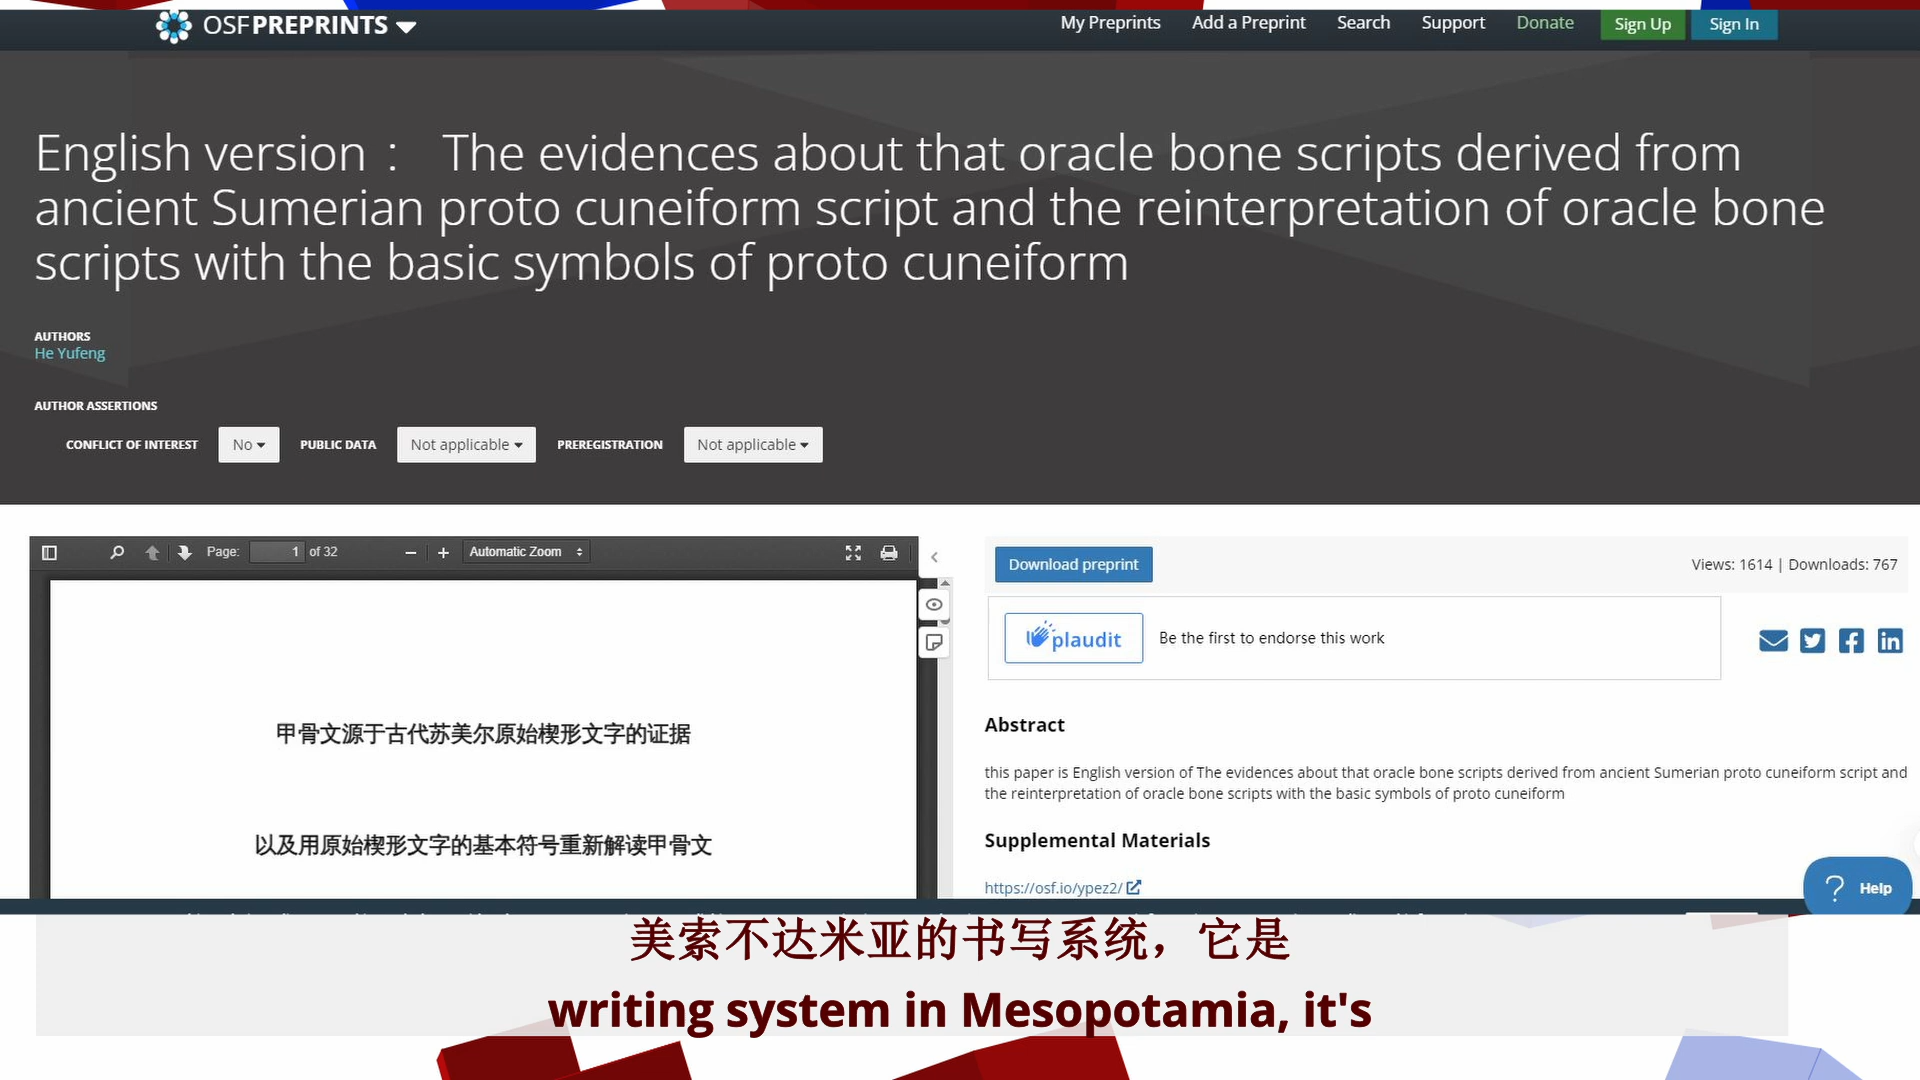 OSFPREPRINTS
My Preprints Add a Preprint Search Support Donate Sign Up Sign In
English version： The evidences about that oracle bone scripts derived from
ancient Sumerian proto cuneiform script and the reinterpretation of oracle bone
scripts with the basic symbols of proto cuneiform
AUTHORS
He Yufeng
AUTHOR ASSERTIONS
CONFLICT OF INTEREST No PUBLIC DATA Not applicable PREREGISTRATION Not applicable
Page: 1 of 32 Automatic Zoom
甲骨文源于古代苏美尔原始楔形文字的证据
以及用原始楔形文字的基本符号重新解读甲骨文
Download preprint
Views: 1614 | Downloads: 767
plaudit Be the first to endorse this work
Abstract
this paper is English version of The evidences about that oracle bone scripts derived from ancient Sumerian proto cuneiform script and
the reinterpretation of oracle bone scripts with the basic symbols of proto cuneiform
Supplemental Materials
https://osf.io/ypez2/
Help
美索不达米亚的书写系统，它是
writing system in Mesopotamia, it's